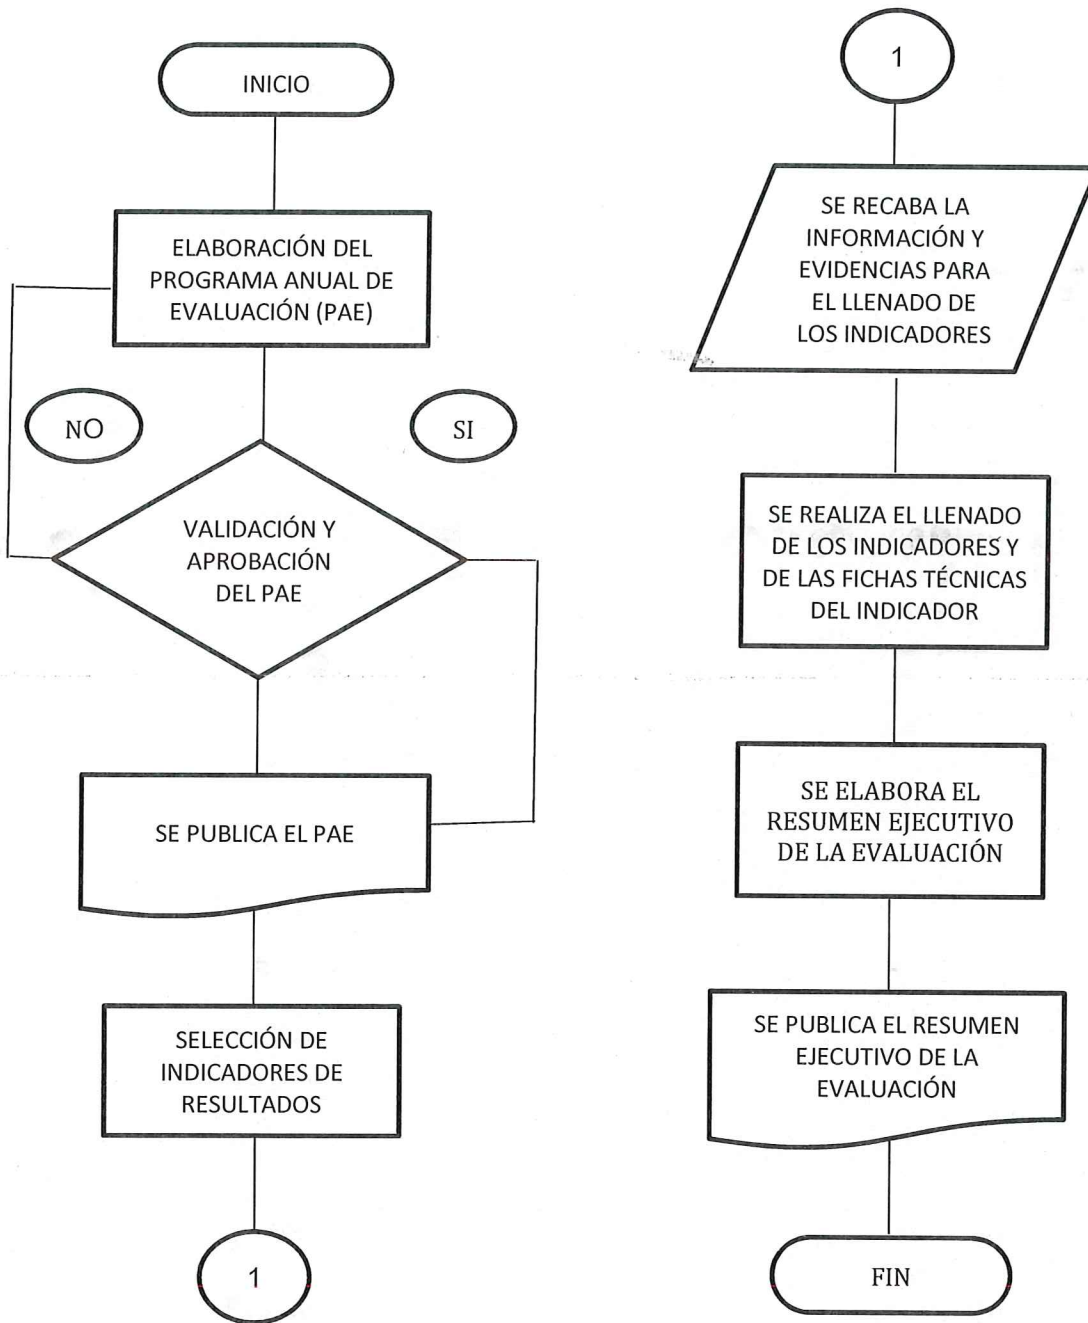 INICIO
ELABORACIÓN DEL
PROGRAMA ANUAL DE
EVALUACIÓN (PAE)
NO
SI
VALIDACIÓN Y
APROBACIÓN
DEL PAE
SE PUBLICA EL PAE
SELECCIÓN DE
INDICADORES DE
RESULTADOS
1
1
SE RECABA LA
INFORMACIÓN Y
EVIDENCIAS PARA
EL LLENADO DE
LOS INDICADORES
SE REALIZA EL LLENADO
DE LOS INDICADORES Y
DE LAS FICHAS TÉCNICAS
DEL INDICADOR
SE ELABORA EL
RESUMEN EJECUTIVO
DE LA EVALUACIÓN
SE PUBLICA EL RESUMEN
EJECUTIVO DE LA
EVALUACIÓN
FIN